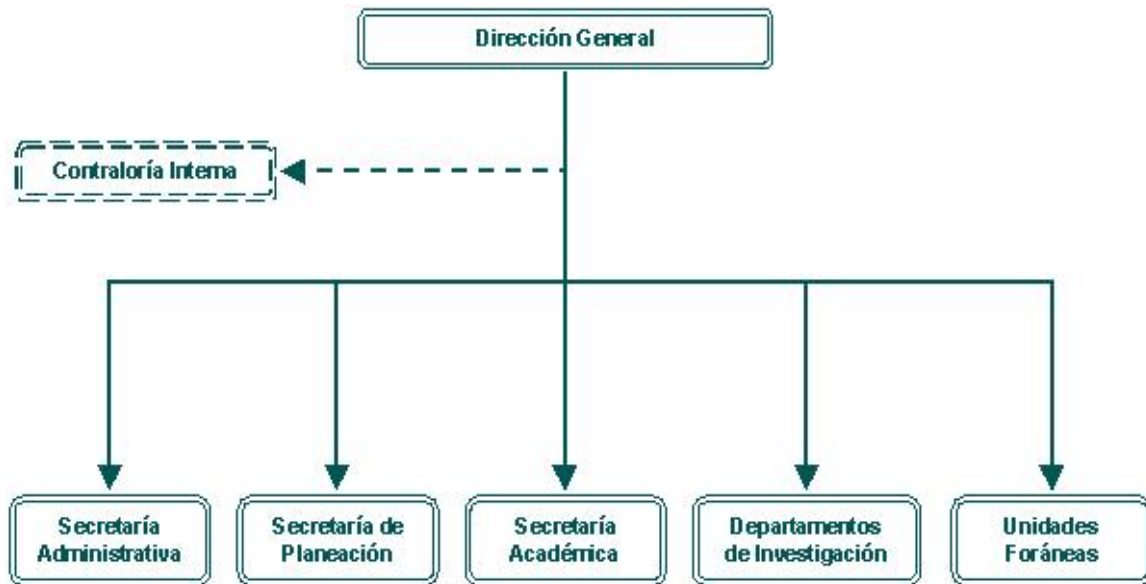 Dirección General
Contraloría Interna
Secretaría
Administrativa
Secretaría de
Planeación
Secretaría
Académica
Departamentos
de Investigación
Unidades
Foráneas